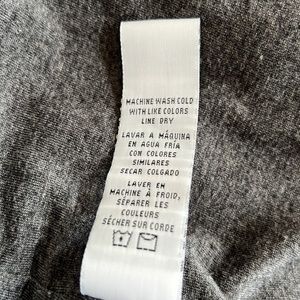 MACHINE WASH COLD
WITH LIKE COLORS
LINE DRY
LAVAR A MÁQUINA
EN AGUA FRÍA
CON COLORES
SIMILARES
SECAR COLGADO
LAVER EN
MACHINE À FROID,
SÉPARER LES
COULEURS
SÉCHER SUR CORDE